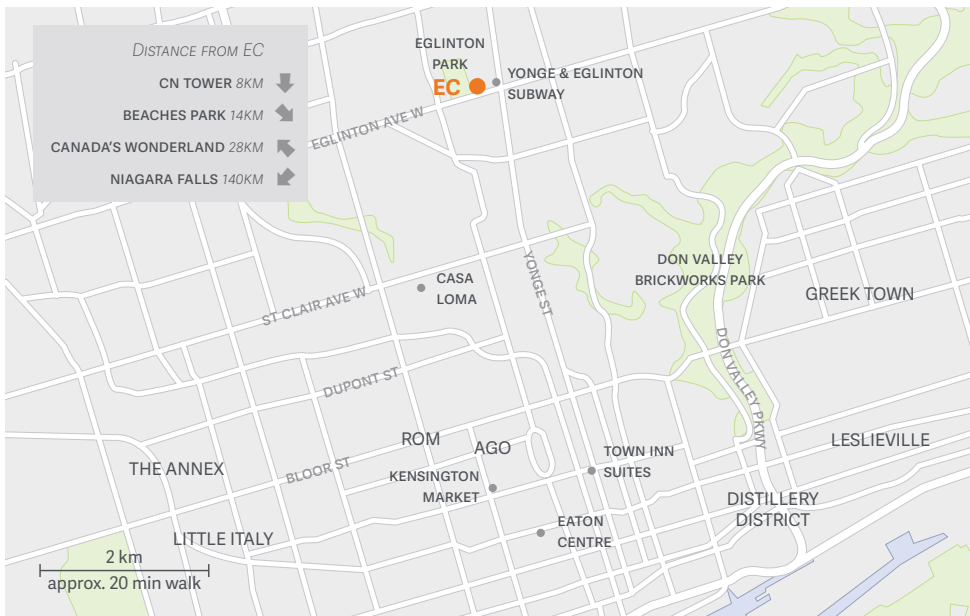 DISTANCE FROM EC
CN TOWER 8KM
BEACHES PARK 14KM
CANADA'S WONDERLAND 28KM
NIAGARA FALLS 140KM
EGLINTON
PARK
EC
YONGE & EGLINTON
SUBWAY
EGLINTON AVE W
DON VALLEY
BRICKWORKS PARK
YONGE ST
CASA
LOMA
GREEK TOWN
ST CLAIR AVE W
DON VALLEY PKWY
DUPONT ST
ROM
AGO
LESLIEVILLE
THE ANNEX
BLOOR ST
TOWN INN
SUITES
KENSINGTON
MARKET
DISTILLERY
DISTRICT
EATON
CENTRE
LITTLE ITALY
2 km
approx. 20 min walk